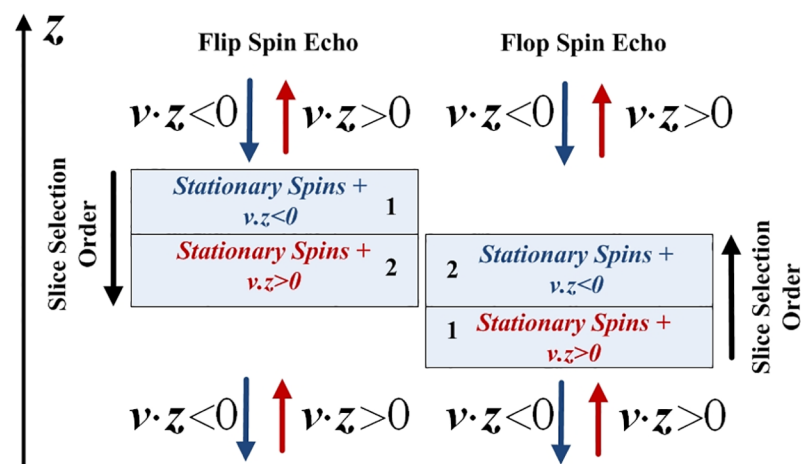 z
Flip Spin Echo
Flop Spin Echo
v·z<0
v·z>0
v·z<0
v·z>0
Slice Selection
Order
Stationary Spins +
v.z<0
1
Stationary Spins +
v.z>0
2
2
Stationary Spins +
v.z<0
1
Stationary Spins +
v.z>0
Slice Selection
Order
v·z<0
v·z>0
v·z<0
v·z>0